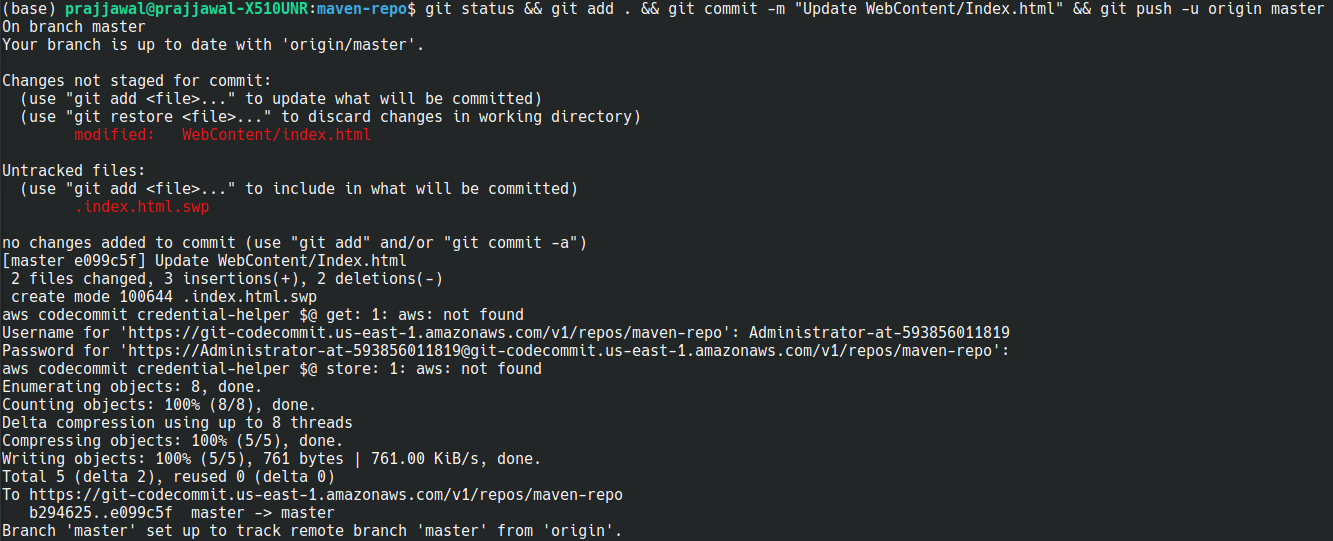 (base) prajjawal@prajjawal-X510UNR:maven-repo$ git status && git add . && git commit -m "Update WebContent/Index.html" && git push -u origin master
On branch master
Your branch is up to date with 'origin/master'.
Changes not staged for commit:
(use "git add <file>..." to update what will be committed)
(use "git restore <file>..." to discard changes in working directory)
modified: WebContent/index.html
Untracked files:
(use "git add <file>..." to include in what will be committed)
.index.html.swp
no changes added to commit (use "git add" and/or "git commit -a")
[master e099c5f] Update WebContent/Index.html
2 files changed, 3 insertions(+), 2 deletions(-)
create mode 100644 .index.html.swp
aws codecommit credential-helper $@ get: 1: aws: not found
Username for 'https://git-codecommit.us-east-1.amazonaws.com/v1/repos/maven-repo': Administrator-at-593856011819
Password for 'https://Administrator-at-593856011819@git-codecommit.us-east-1.amazonaws.com/v1/repos/maven-repo':
aws codecommit credential-helper $@ store: 1: aws: not found
Enumerating objects: 8, done.
Counting objects: 100% (8/8), done.
Delta compression using up to 8 threads
Compressing objects: 100% (5/5), done.
Writing objects: 100% (5/5), 761 bytes | 761.00 KiB/s, done.
Total 5 (delta 2), reused 0 (delta 0)
To https://git-codecommit.us-east-1.amazonaws.com/v1/repos/maven-repo
b294625..e099c5f master -> master
Branch 'master' set up to track remote branch 'master' from 'origin'.